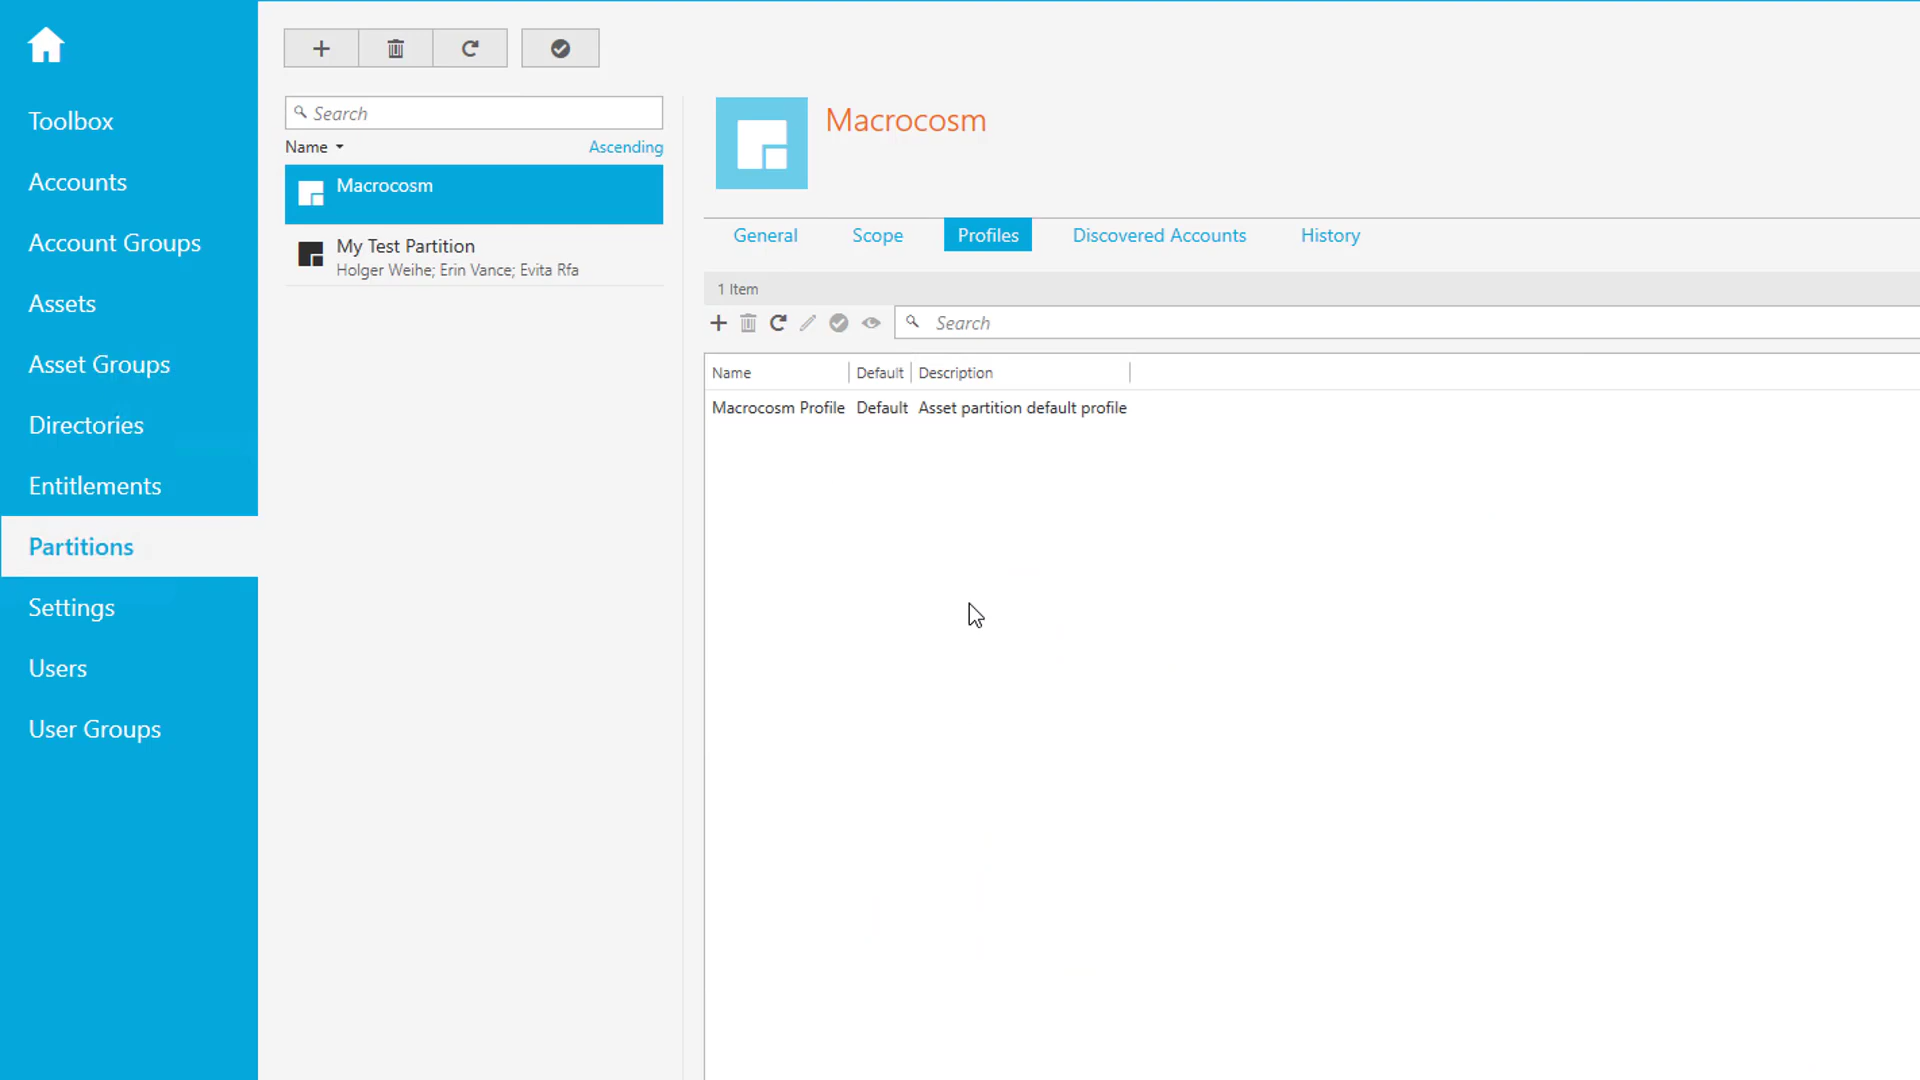 Toolbox
Accounts
Account Groups
Assets
Asset Groups
Directories
Entitlements
Partitions
Settings
Users
User Groups
Search
Name Ascending
Macrocosm
My Test Partition
Holger Weihe; Erin Vance; Evita Rfa
Macrocosm
General Scope Profiles Discovered Accounts History
1 Item
Search
Name Default Description
Macrocosm Profile Default Asset partition default profile